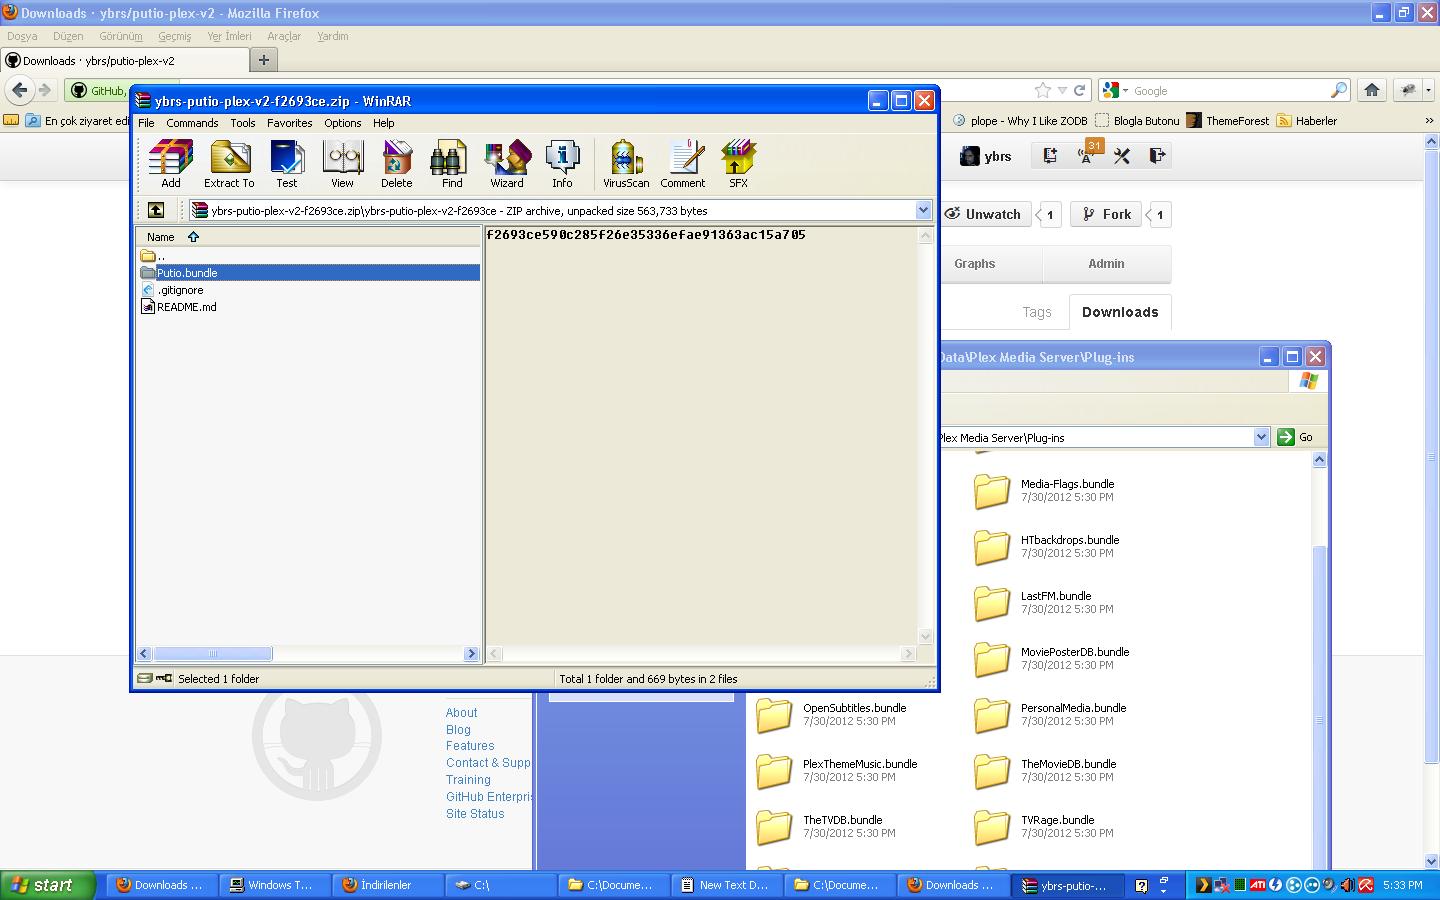 Downloads · ybrs/putio-plex-v2 - Mozilla Firefox
Dosya Düzen Görünüm Geçmiş Yer İmleri Araçlar Yardım
Downloads · ybrs/putio-plex-v2
GitHub,
Google
En çok ziyaret edi
plope - Why I Like ZODB
Blogla Butonu
ThemeForest
Haberler
ybrs
31
Unwatch
1
Fork
1
Graphs
Admin
Tags
Downloads
ybrs-putio-plex-v2-f2693ce.zip - WinRAR
File Commands Tools Favorites Options Help
Add
Extract To
Test
View
Delete
Find
Wizard
Info
VirusScan
Comment
SFX
ybrs-putio-plex-v2-f2693ce.zip\ybrs-putio-plex-v2-f2693ce - ZIP archive, unpacked size 563,733 bytes
Name
..
Putio.bundle
.gitignore
README.md
f2693ce590c285f26e35336efae91363ac15a705
Selected 1 folder
Total 1 folder and 669 bytes in 2 files
Data\Plex Media Server\Plug-ins
Plex Media Server\Plug-ins
Go
Media-Flags.bundle
7/30/2012 5:30 PM
HTbackdrops.bundle
7/30/2012 5:30 PM
LastFM.bundle
7/30/2012 5:30 PM
MoviePosterDB.bundle
7/30/2012 5:30 PM
OpenSubtitles.bundle
7/30/2012 5:30 PM
PersonalMedia.bundle
7/30/2012 5:30 PM
PlexThemeMusic.bundle
7/30/2012 5:30 PM
TheMovieDB.bundle
7/30/2012 5:30 PM
TheTVDB.bundle
7/30/2012 5:30 PM
TVRage.bundle
7/30/2012 5:30 PM
About
Blog
Features
Contact & Supp
Training
GitHub Enterpri
Site Status
start
Downloads ...
Windows T...
İndirilenler
C:\
C:\Docume...
New Text D...
C:\Docume...
Downloads ...
ybrs-putio-...
ATI
5:33 PM